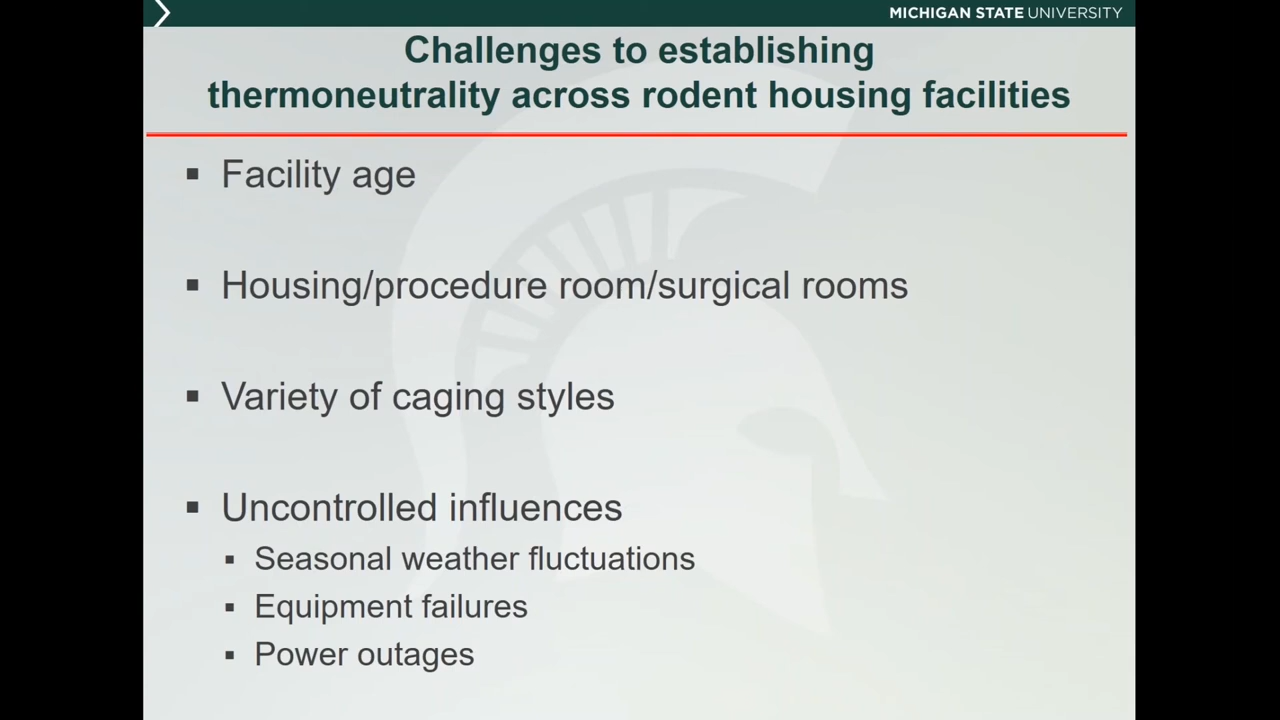 MICHIGAN STATE UNIVERSITY
Challenges to establishing
thermoneutrality across rodent housing facilities
▪ Facility age
▪ Housing/procedure room/surgical rooms
▪ Variety of caging styles
▪ Uncontrolled influences
▪ Seasonal weather fluctuations
▪ Equipment failures
▪ Power outages